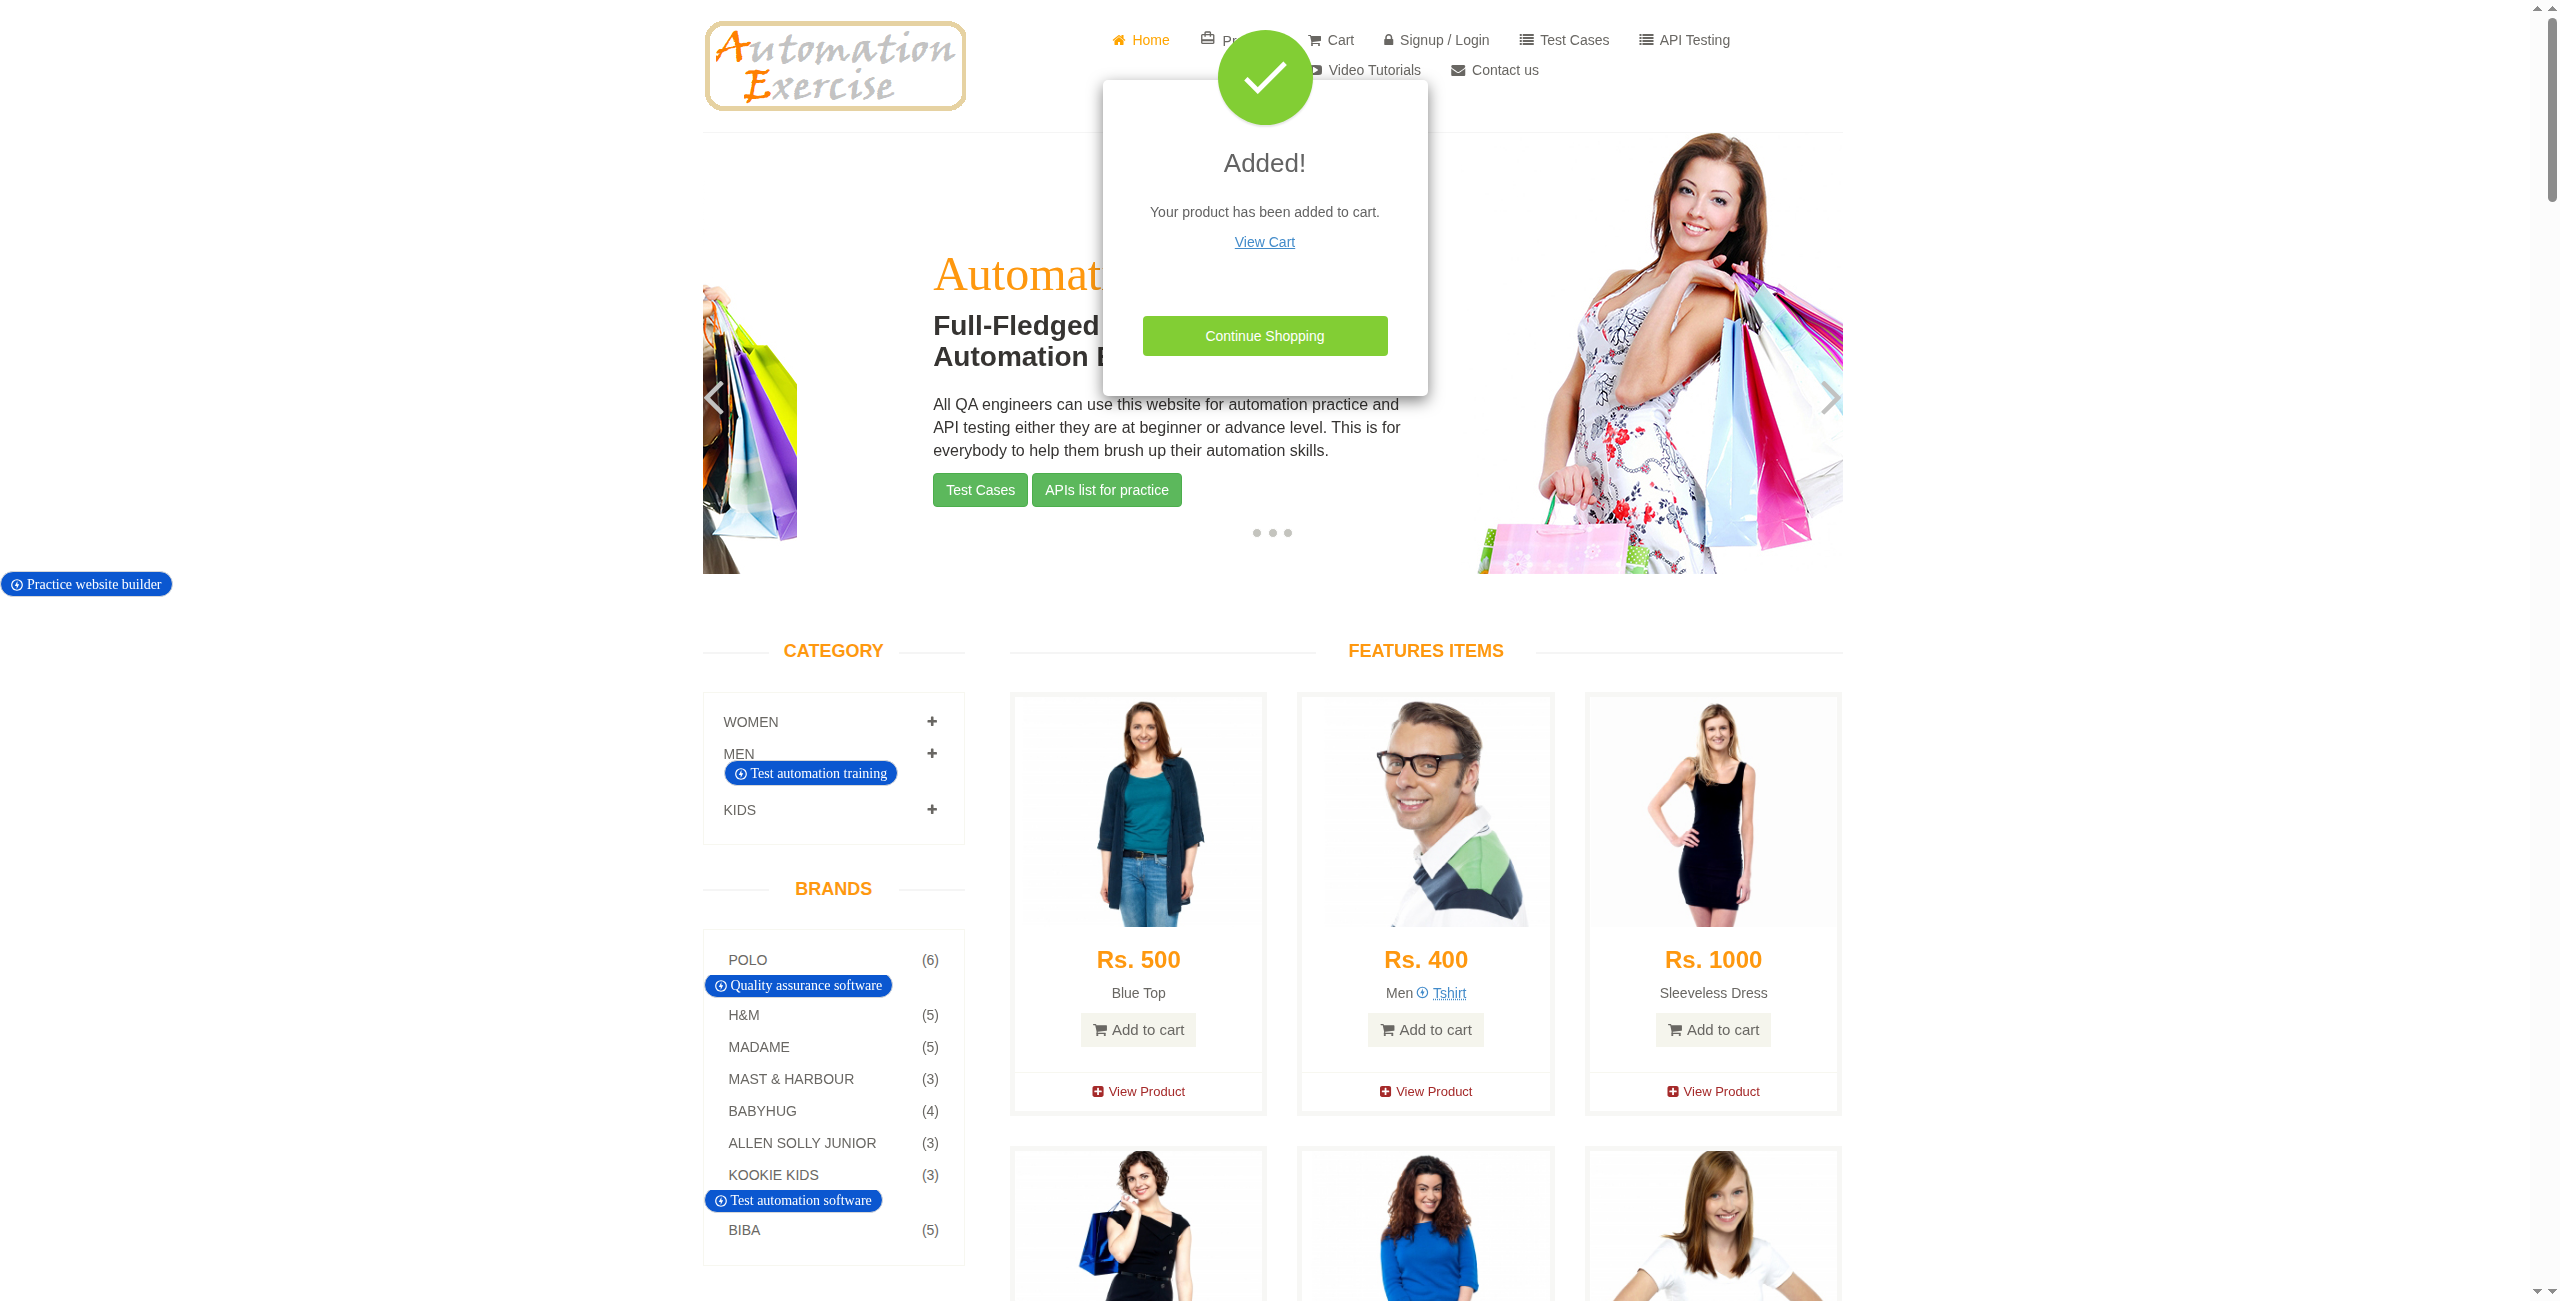 Automation
Exercise
Home
Cart
Signup / Login
Test Cases
API Testing
Video Tutorials
Contact us
Added!
Your product has been added to cart.
View Cart
Continue Shopping
Full-Fledged
Automation
All QA engineers can use this website for automation practice and
API testing either they are at beginner or advance level. This is for
everybody to help them brush up their automation skills.
Test Cases
APIs list for practice
Practice website builder
CATEGORY
WOMEN
MEN
Test automation training
KIDS
BRANDS
POLO (6)
Quality assurance software
H&M (5)
MADAME (5)
MAST & HARBOUR (3)
BABYHUG (4)
ALLEN SOLLY JUNIOR (3)
KOOKIE KIDS (3)
Test automation software
BIBA (5)
FEATURES ITEMS
Rs. 500
Blue Top
Add to cart
View Product
Rs. 400
Men Tshirt
Add to cart
View Product
Rs. 1000
Sleeveless Dress
Add to cart
View Product